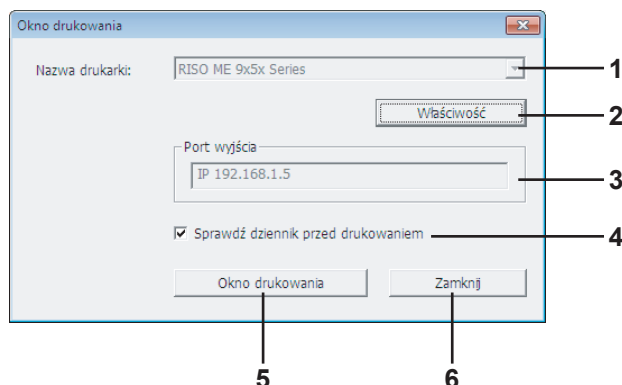 Okno drukowania
Nazwa drukarki:
RISO ME 9x5x Series
1
Właściwość
2
Port wyjścia
IP 192.168.1.5
3
Sprawdź dziennik przed drukowaniem
4
Okno drukowania
Zamknij
5
6